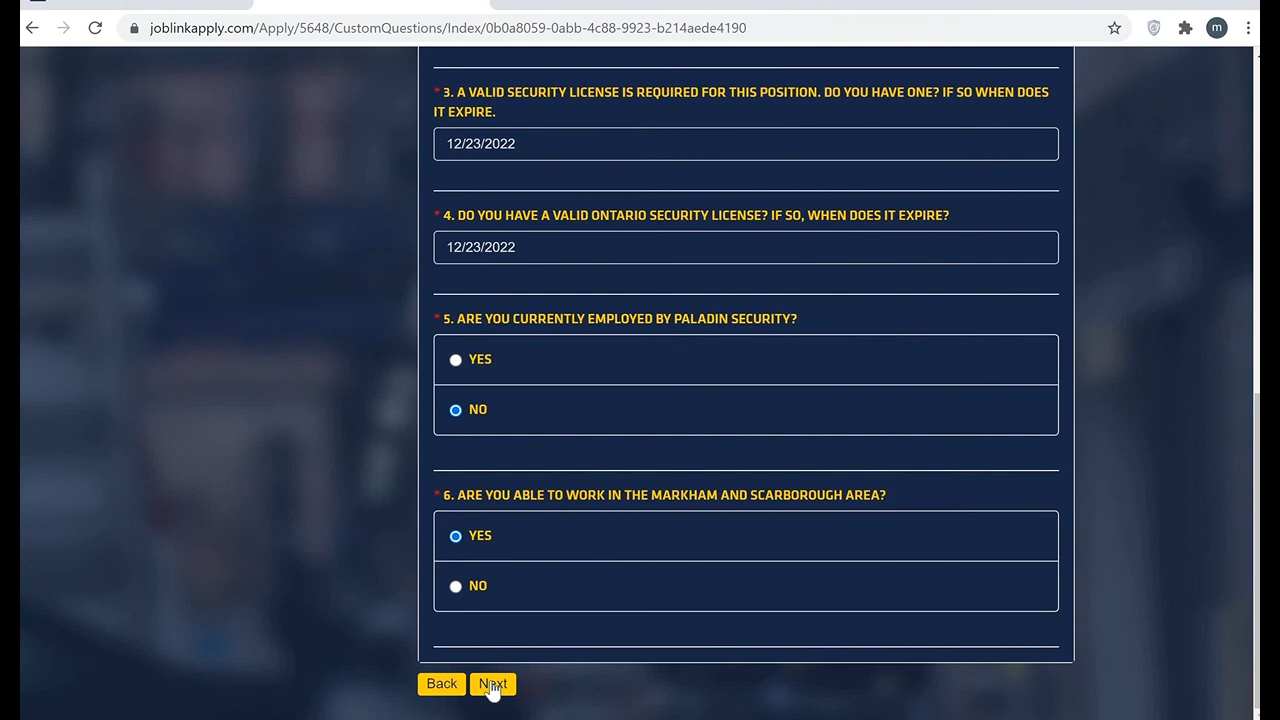 joblinkapply.com/Apply/5648/CustomQuestions/Index/0b0a8059-0abb-4c88-9923-b214aede4190
m
* 3. A VALID SECURITY LICENSE IS REQUIRED FOR THIS POSITION. DO YOU HAVE ONE? IF SO WHEN DOES
IT EXPIRE.
12/23/2022
* 4. DO YOU HAVE A VALID ONTARIO SECURITY LICENSE? IF SO, WHEN DOES IT EXPIRE?
12/23/2022
* 5. ARE YOU CURRENTLY EMPLOYED BY PALADIN SECURITY?
YES
NO
* 6. ARE YOU ABLE TO WORK IN THE MARKHAM AND SCARBOROUGH AREA?
YES
NO
Back Next